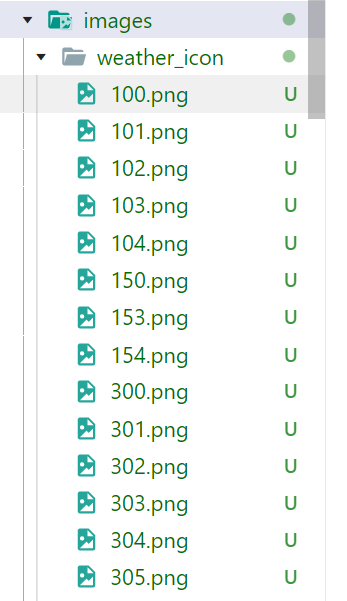 images
weather_icon
100.png U
101.png U
102.png U
103.png U
104.png U
150.png U
153.png U
154.png U
300.png U
301.png U
302.png U
303.png U
304.png U
305.png U